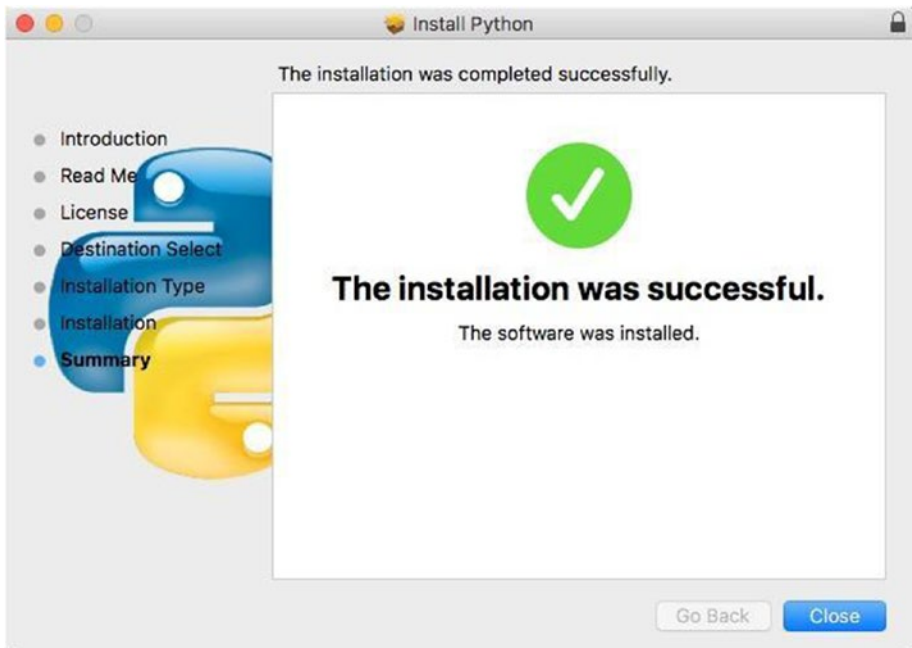 Install Python
The installation was completed successfully.
Introduction
Read Me
License
Destination Select
Installation Type
Installation
Summary
The installation was successful.
The software was installed.
Go Back
Close